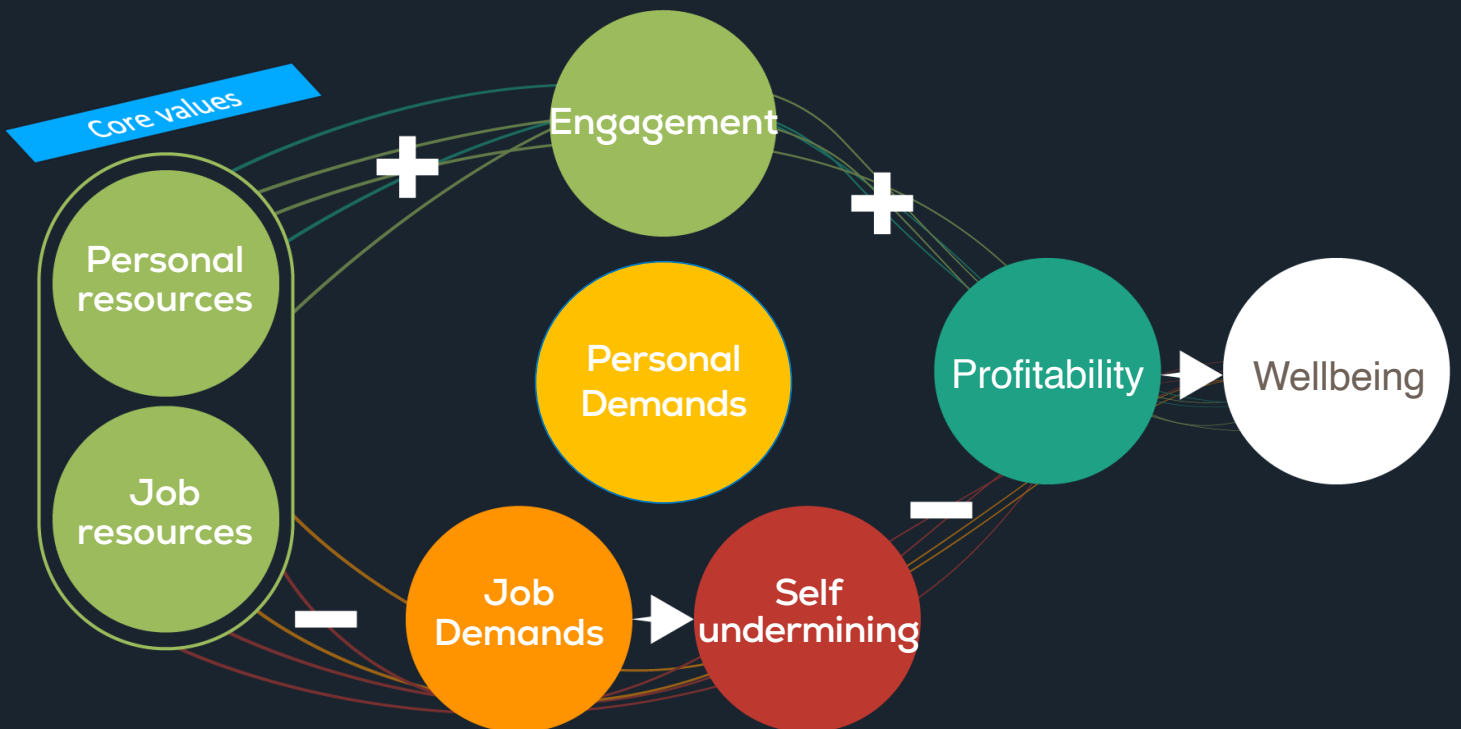 Core values
Engagement
Personal
resources
Personal
Demands
Profitability
Wellbeing
Job
resources
Job
Demands
Self
undermining